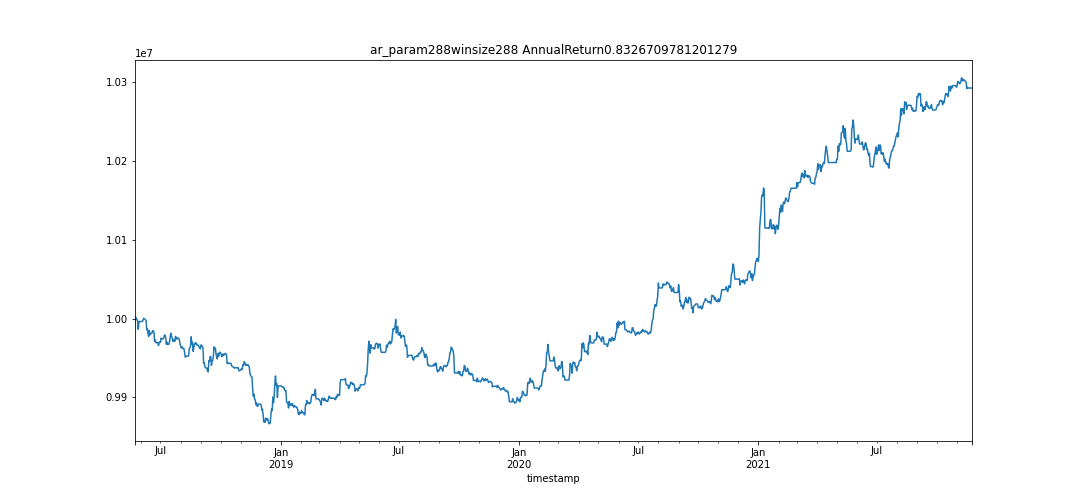 ar_param288winsize288 AnnualReturn0.8326709781201279
1e7
1.03
1.02
1.01
1.00
0.99
Jul
Jan
2019
Jul
Jan
2020
Jul
Jan
2021
Jul
timestamp